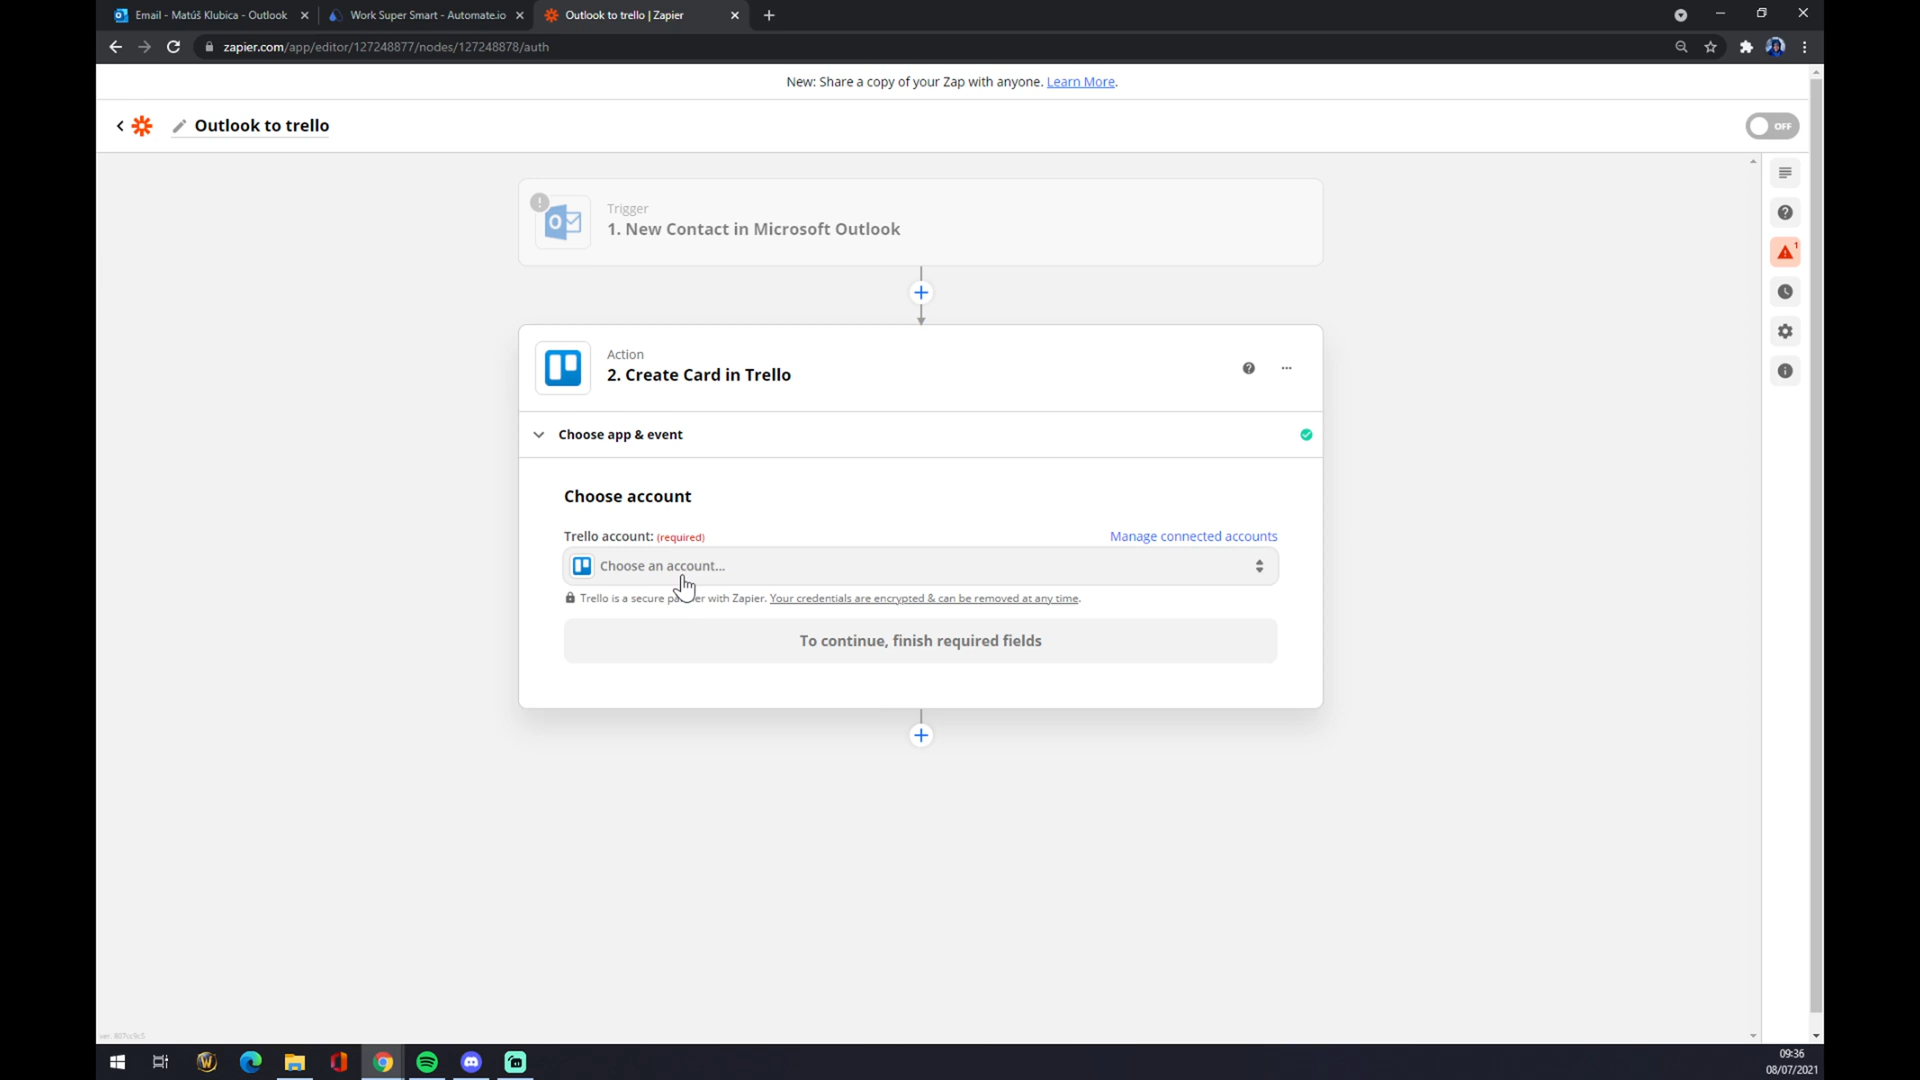 Email - Matúš Klubica - Outlook
Work Super Smart - Automate.io
Outlook to trello | Zapier
zapier.com/app/editor/127248877/nodes/127248878/auth
New: Share a copy of your Zap with anyone. Learn More.
Outlook to trello
OFF
Trigger
1. New Contact in Microsoft Outlook
1
Action
2. Create Card in Trello
Choose app & event
Choose account
Trello account: (required)
Manage connected accounts
Choose an account...
Trello is a secure with Zapier. Your credentials are encrypted & can be removed at any time.
To continue, finish required fields
09:36
08/07/2021